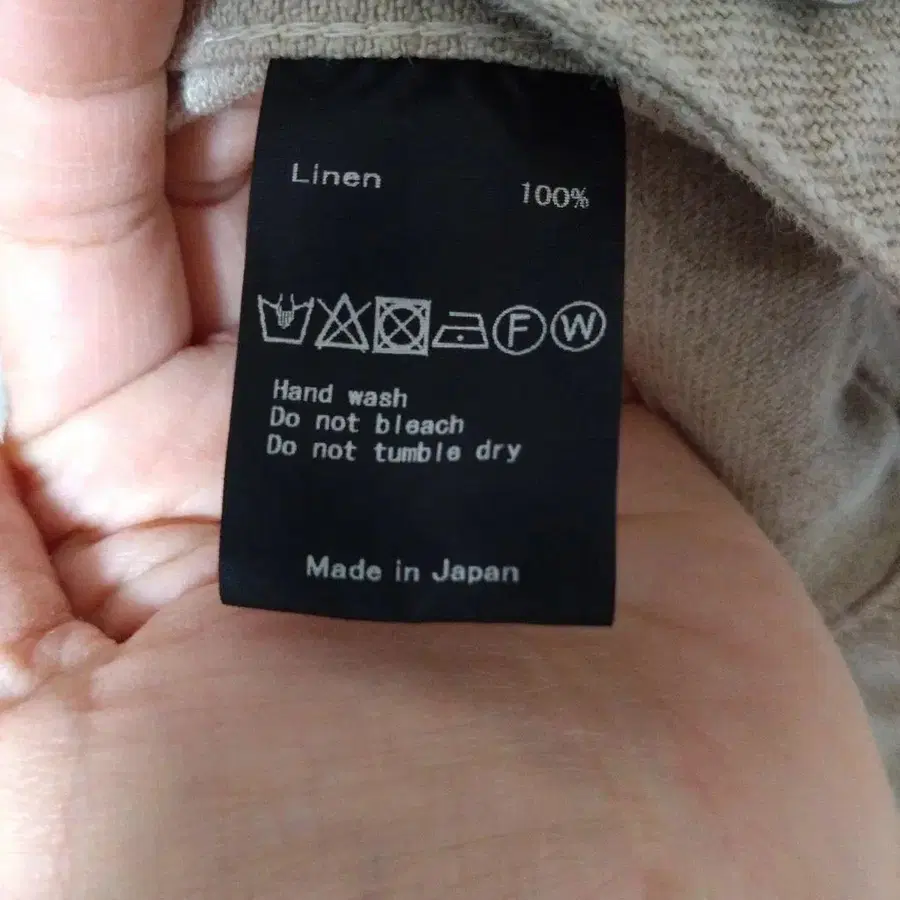 Linen 100%
F W
Hand wash
Do not bleach
Do not tumble dry
Made in Japan